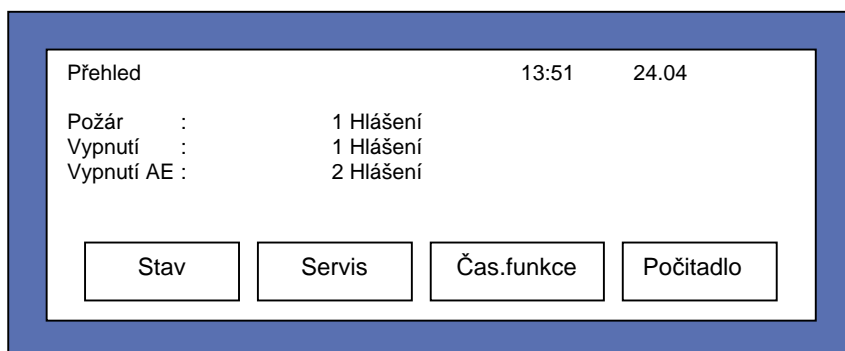 Přehled 13:51 24.04
Požár : 1 Hlášení
Vypnutí : 1 Hlášení
Vypnutí AE : 2 Hlášení
Stav Servis Čas.funkce Počitadlo